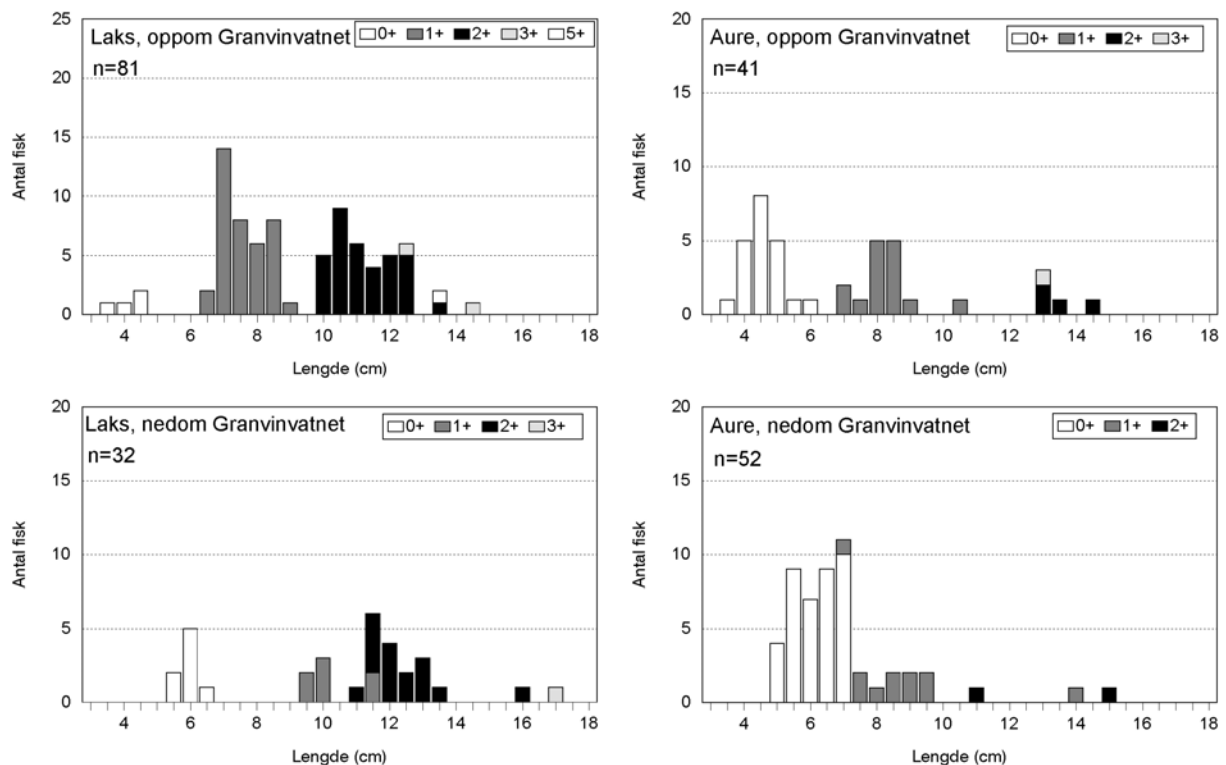 Laks, oppom Granvinvatnet
n=81
0+ 1+ 2+ 3+ 5+
Antal fisk
25
20
15
10
5
0
4 6 8 10 12 14 16 18
Lengde (cm)
Aure, oppom Granvinvatnet
n=41
0+ 1+ 2+ 3+
Antal fisk
20
15
10
5
0
4 6 8 10 12 14 16 18
Lengde (cm)
Laks, nedom Granvinvatnet
n=32
0+ 1+ 2+ 3+
Antal fisk
20
15
10
5
0
4 6 8 10 12 14 16 18
Lengde (cm)
Aure, nedom Granvinvatnet
n=52
0+ 1+ 2+
Antal fisk
20
15
10
5
0
4 6 8 10 12 14 16 18
Lengde (cm)